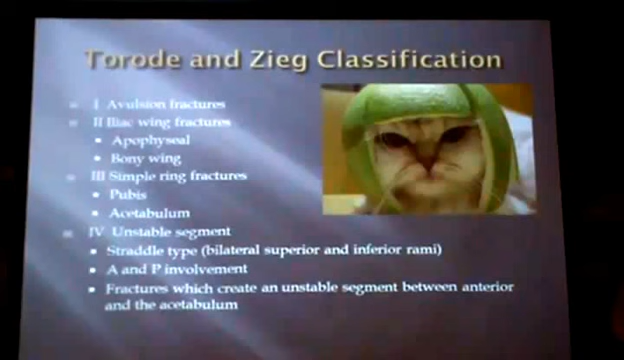 Torode and Zieg Classification
I Avulsion fractures
II Iliac wing fractures
Apophyseal
Bony wing
III Simple ring fractures
Pubis
Acetabulum
IV Unstable segment
Straddle type (bilateral superior and inferior rami)
A and P involvement
Fractures which create an unstable segment between anterior
and the acetabulum